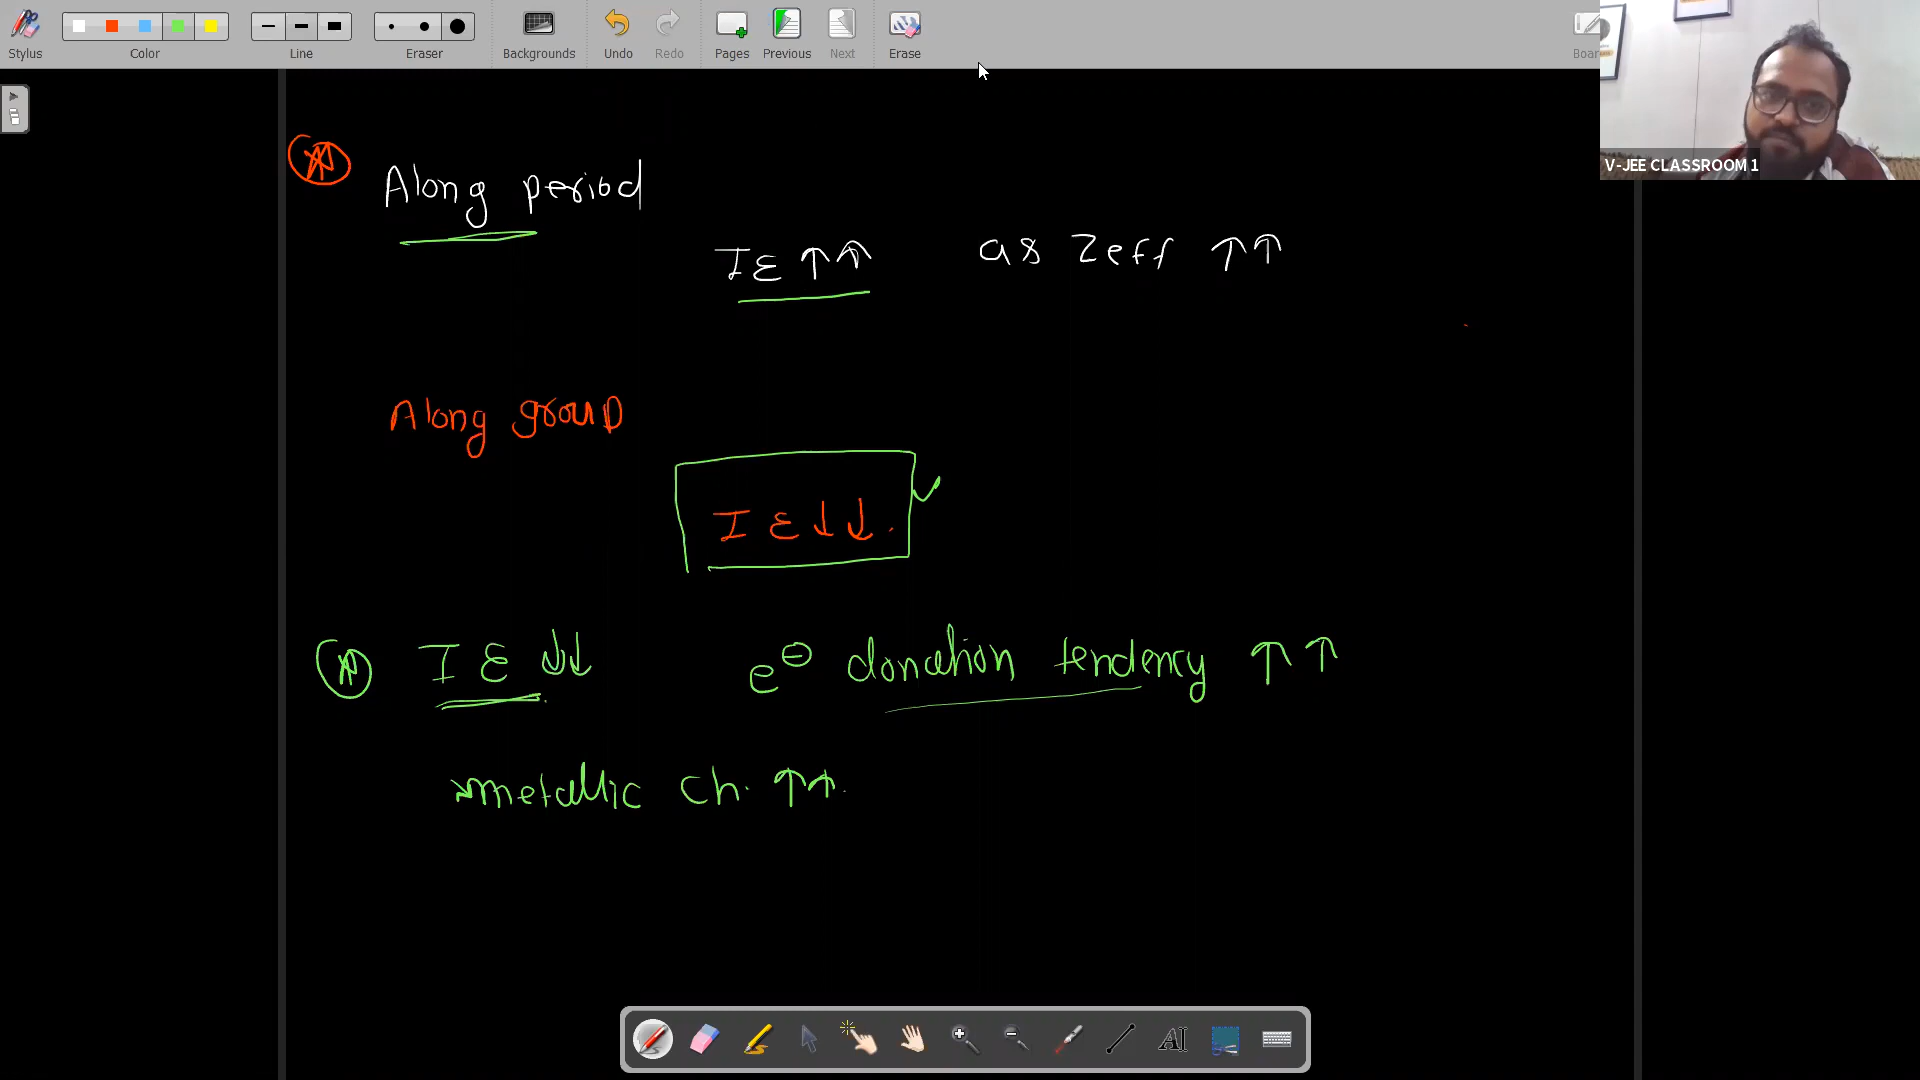 Stylus Color Line Eraser Backgrounds Undo Redo Pages Previous Next Erase Boar
V-JEE CLASSROOM 1
Along period
IE ↑↑ as Zeff ↑↑
Along group
IE ↓↓.
IE ↓↓ e⊖ donation tendency ↑↑
metallic ch. ↑↑.